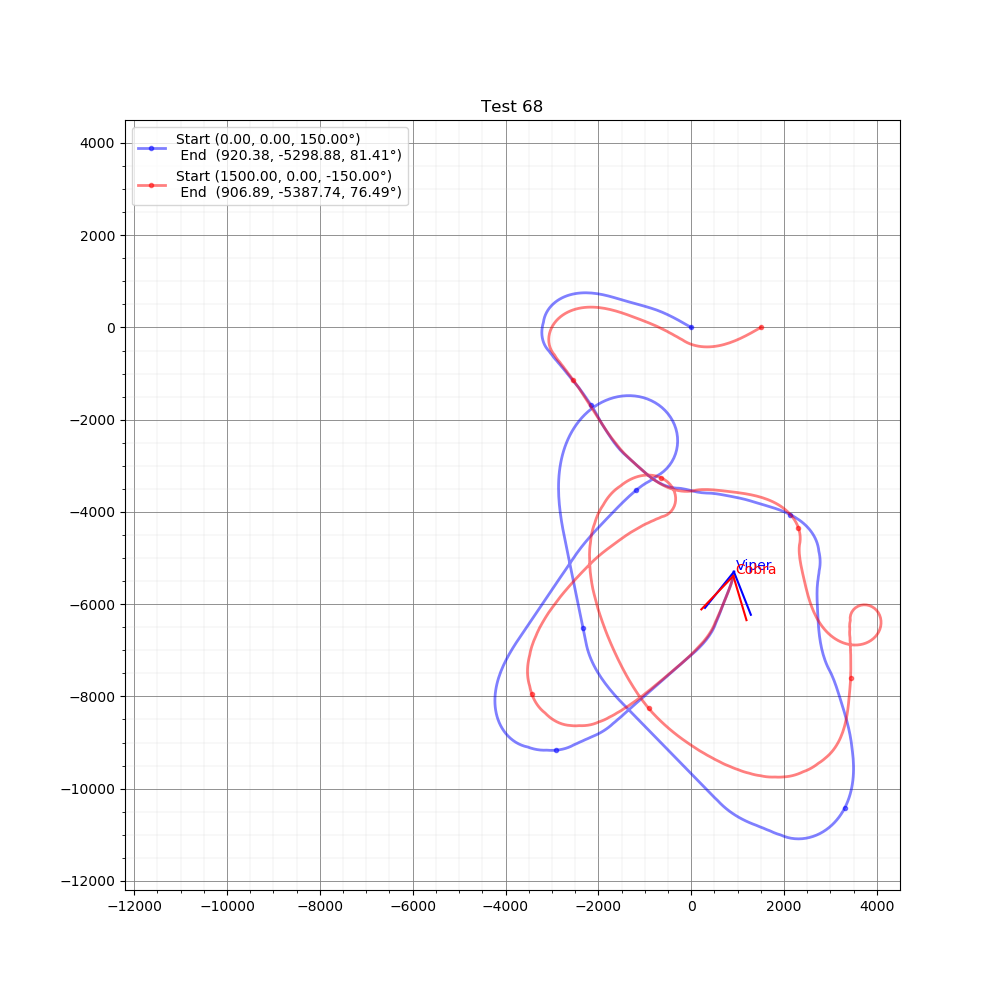 Test 68
Start (0.00, 0.00, 150.00°)
End  (920.38, -5298.88, 81.41°)
Start (1500.00, 0.00, -150.00°)
End  (906.89, -5387.74, 76.49°)
4000
2000
0
−2000
−4000
−6000
−8000
−10000
−12000
Viper
Cobra
−12000 −10000 −8000 −6000 −4000 −2000 0 2000 4000